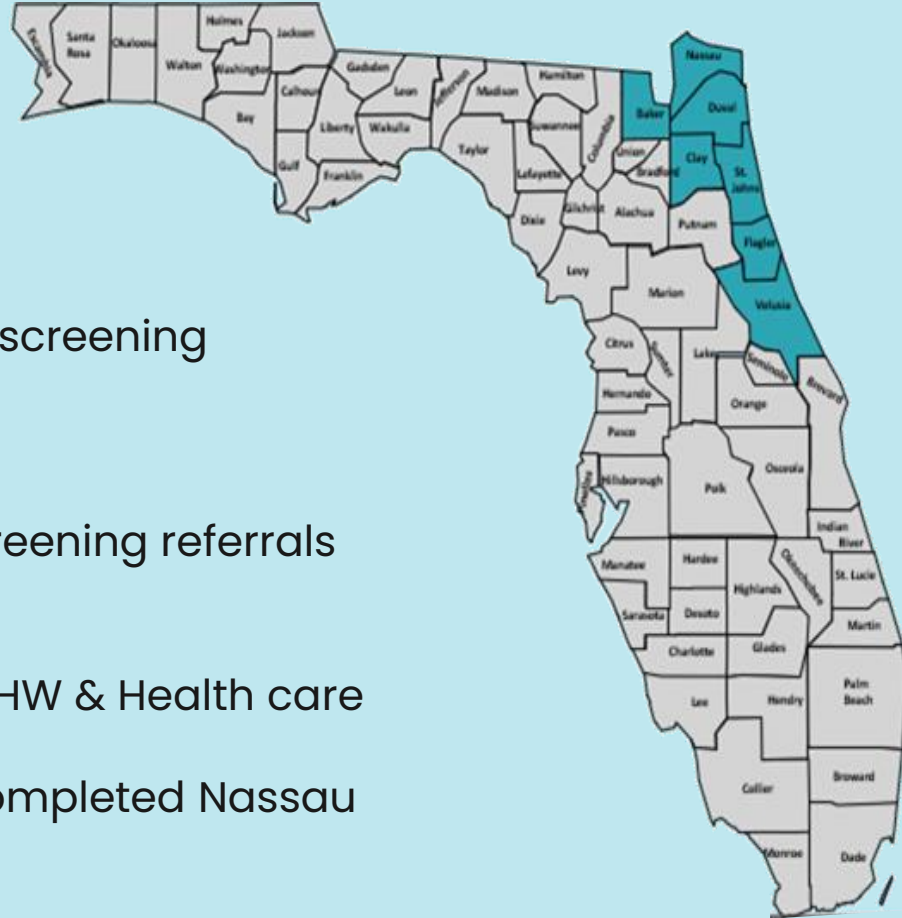 screening
reening referrals
HW & Health care
ompleted Nassau
Escambia
Santa
Rosa
Okaloosa
Walton
Holmes
Washington
Jackson
Bay
Calhoun
Gulf
Gadsden
Liberty
Franklin
Leon
Wakulla
Jefferson
Madison
Taylor
Hamilton
Suwannee
Lafayette
Dixie
Columbia
Gilchrist
Baker
Union
Bradford
Alachua
Levy
Nassau
Duval
Clay
St.
Johns
Putnam
Flagler
Marion
Volusia
Citrus
Sumter
Lake
Seminole
Hernando
Orange
Brevard
Pasco
Pinellas
Hillsborough
Polk
Osceola
Indian
River
Manatee
Hardee
Highlands
Okeechobee
St. Lucie
Sarasota
Desoto
Martin
Charlotte
Glades
Lee
Hendry
Palm
Beach
Collier
Broward
Monroe
Dade